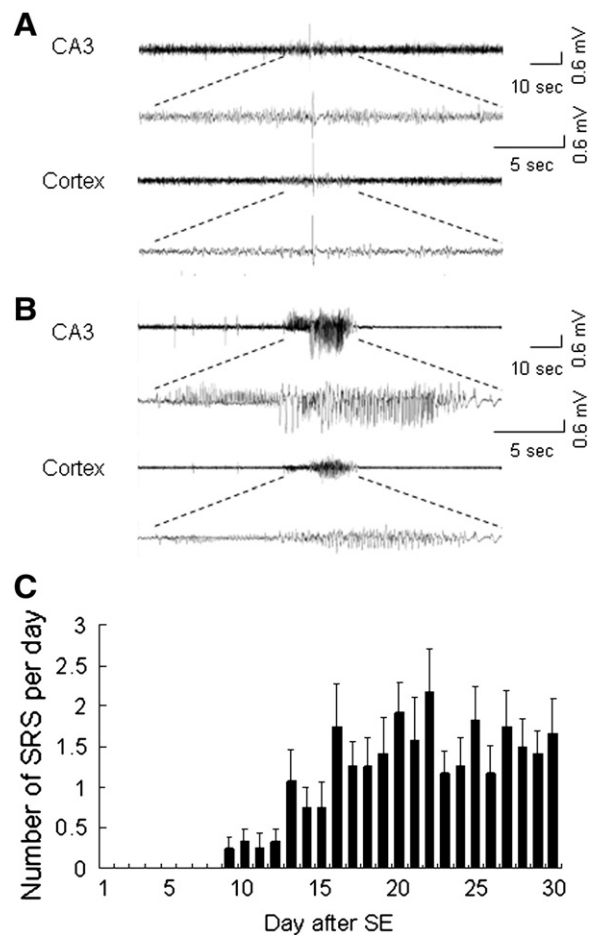 A
CA3
10 sec
0.6 mV
5 sec
0.6 mV
Cortex
B
CA3
10 sec
0.6 mV
5 sec
0.6 mV
Cortex
C
Number of SRS per day
3
2.5
2
1.5
1
0.5
0
1 5 10 15 20 25 30
Day after SE